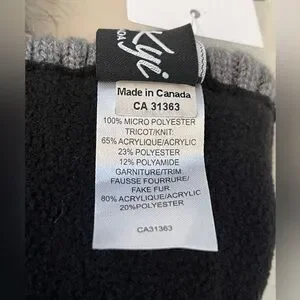 Kyi
Made in Canada
CA 31363
100% MICRO POLYESTER
TRICOT/KNIT:
65% ACRYLIQUE/ACRYLIC
23% POLYESTER
12% POLYAMIDE
GARNITURE/TRIM:
FAUSSE FOURRURE/
FAKE FUR
80% ACRYLIQUE/ACRYLIC
20%POLYESTER
CA31363